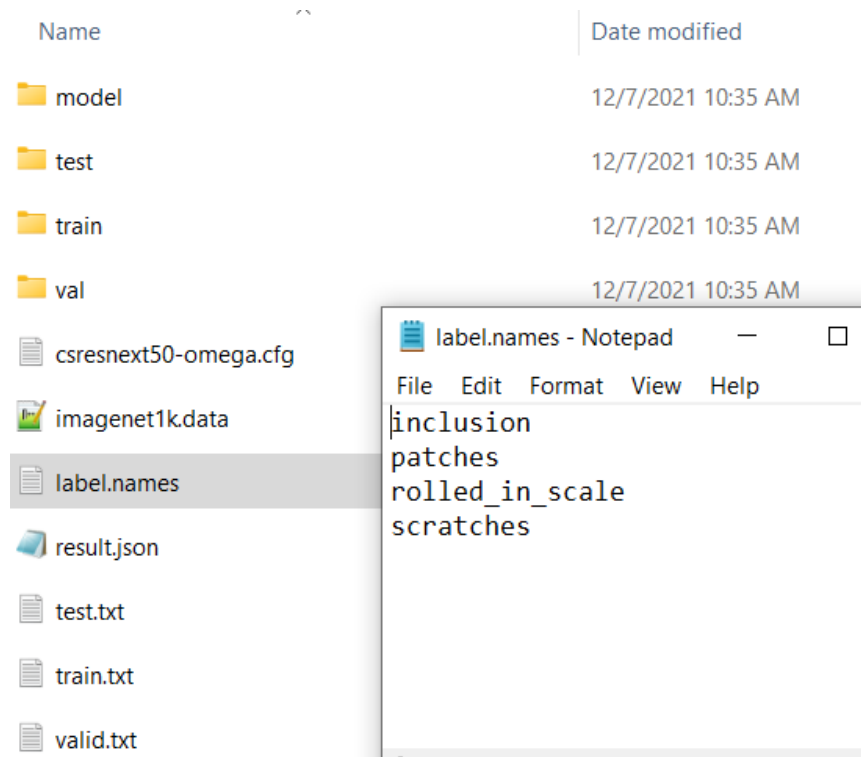 Name Date modified
model 12/7/2021 10:35 AM
test 12/7/2021 10:35 AM
train 12/7/2021 10:35 AM
val 12/7/2021 10:35 AM
csresnext50-omega.cfg
imagenet1k.data
label.names
result.json
test.txt
train.txt
valid.txt
label.names - Notepad
File Edit Format View Help
inclusion
patches
rolled_in_scale
scratches